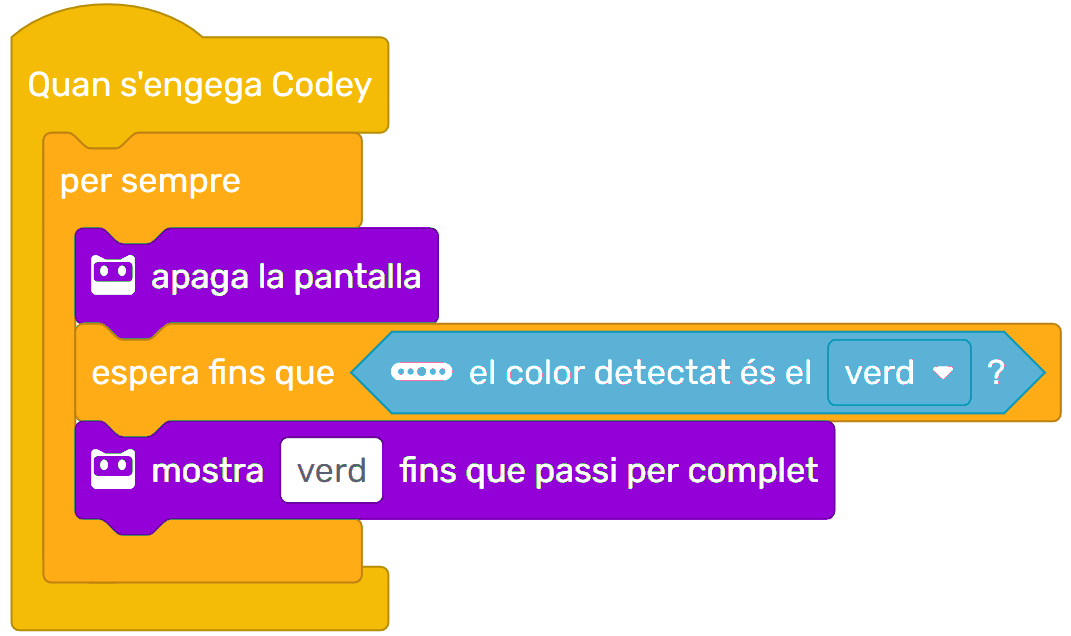 Quan s'engega Codey
per sempre
apaga la pantalla
espera fins que el color detectat és el verd ?
mostra verd fins que passi per complet